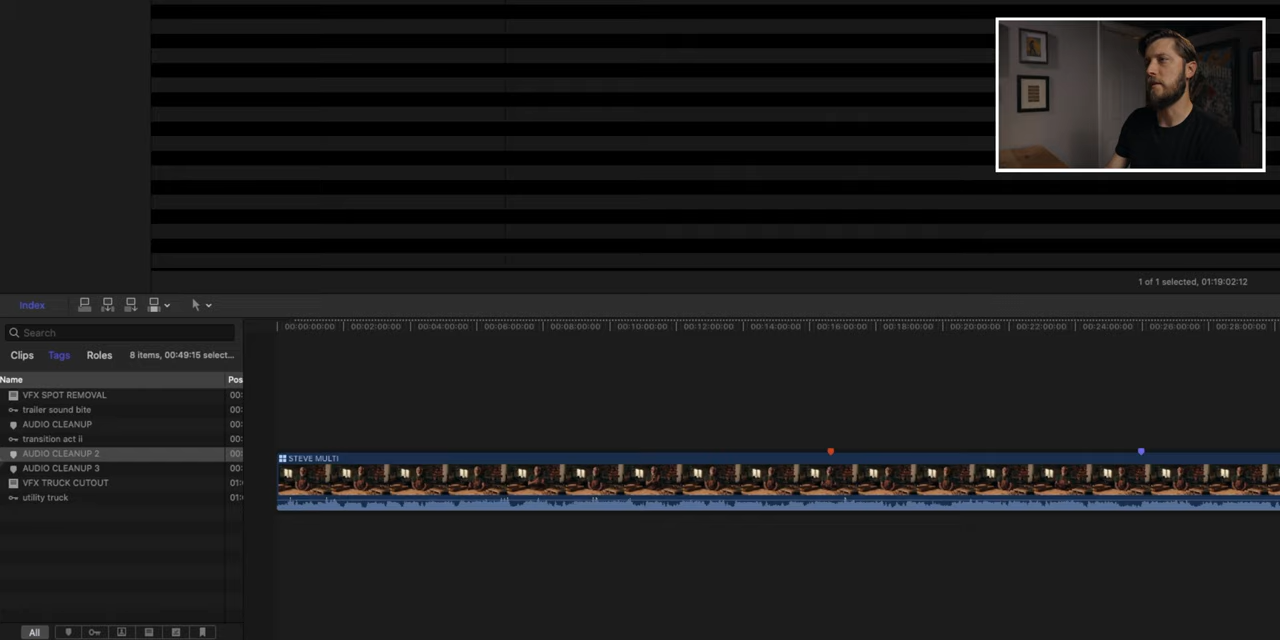 1 of 1 selected, 01:19:02:12
Index
Search
00:00:00:00 00:02:00:00 00:04:00:00 00:06:00:00 00:08:00:00 00:10:00:00 00:12:00:00 00:14:00:00 00:16:00:00 00:18:00:00 00:20:00:00 00:22:00:00 00:24:00:00 00:26:00:00 00:28:00:00
Clips Tags Roles 8 items, 00:49:15 select...
Name Pos
VFX SPOT REMOVAL 00:
trailer sound bite 00:
AUDIO CLEANUP 00:
transition act ii 00:
AUDIO CLEANUP 2 00:
STEVE MULTI
AUDIO CLEANUP 3 00:
VFX TRUCK CUTOUT 01:
utility truck 01:
All